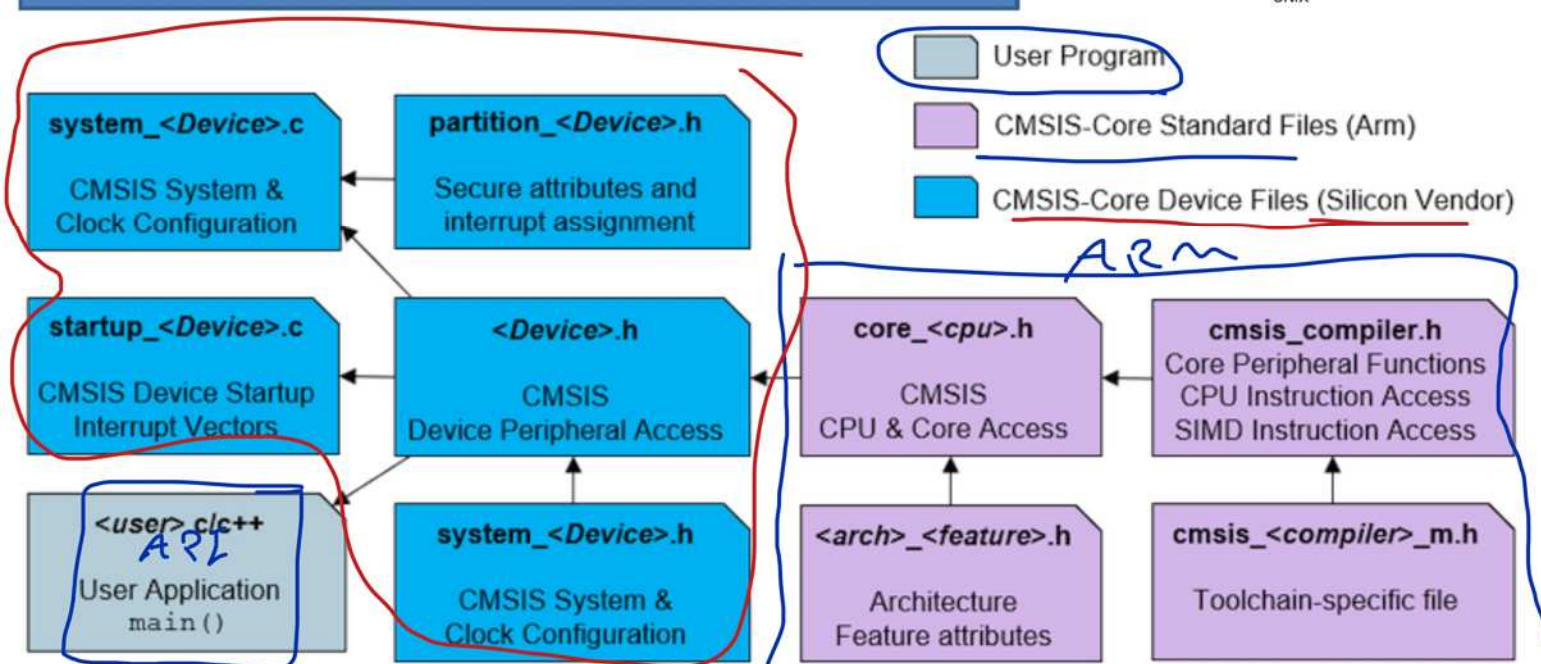 UNIX
User Program
CMSIS-Core Standard Files (Arm)
CMSIS-Core Device Files (Silicon Vendor)
ARM
system_<Device>.c
CMSIS System &
Clock Configuration
partition_<Device>.h
Secure attributes and
interrupt assignment
startup_<Device>.c
CMSIS Device Startup
Interrupt Vectors
<Device>.h
CMSIS
Device Peripheral Access
core_<cpu>.h
CMSIS
CPU & Core Access
cmsis_compiler.h
Core Peripheral Functions
CPU Instruction Access
SIMD Instruction Access
<user>.c/c++
API
User Application
main()
system_<Device>.h
CMSIS System &
Clock Configuration
<arch>_<feature>.h
Architecture
Feature attributes
cmsis_<compiler>_m.h
Toolchain-specific file